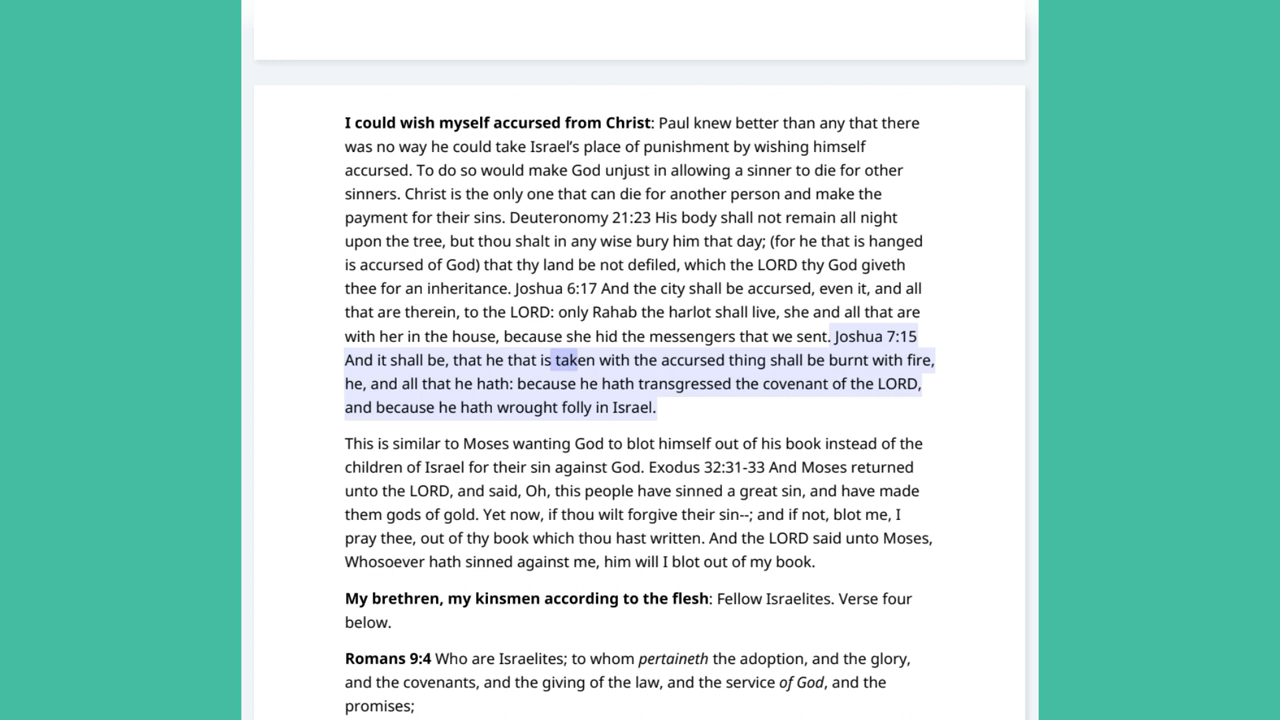 I could wish myself accursed from Christ: Paul knew better than any that there
was no way he could take Israel’s place of punishment by wishing himself
accursed. To do so would make God unjust in allowing a sinner to die for other
sinners. Christ is the only one that can die for another person and make the
payment for their sins. Deuteronomy 21:23 His body shall not remain all night
upon the tree, but thou shalt in any wise bury him that day; (for he that is hanged
is accursed of God) that thy land be not defiled, which the LORD thy God giveth
thee for an inheritance. Joshua 6:17 And the city shall be accursed, even it, and all
that are therein, to the LORD: only Rahab the harlot shall live, she and all that are
with her in the house, because she hid the messengers that we sent. Joshua 7:15
And it shall be, that he that is taken with the accursed thing shall be burnt with fire,
he, and all that he hath: because he hath transgressed the covenant of the LORD,
and because he hath wrought folly in Israel.
This is similar to Moses wanting God to blot himself out of his book instead of the
children of Israel for their sin against God. Exodus 32:31-33 And Moses returned
unto the LORD, and said, Oh, this people have sinned a great sin, and have made
them gods of gold. Yet now, if thou wilt forgive their sin--; and if not, blot me, I
pray thee, out of thy book which thou hast written. And the LORD said unto Moses,
Whosoever hath sinned against me, him will I blot out of my book.
My brethren, my kinsmen according to the flesh: Fellow Israelites. Verse four
below.
Romans 9:4 Who are Israelites; to whom pertaineth the adoption, and the glory,
and the covenants, and the giving of the law, and the service of God, and the
promises;